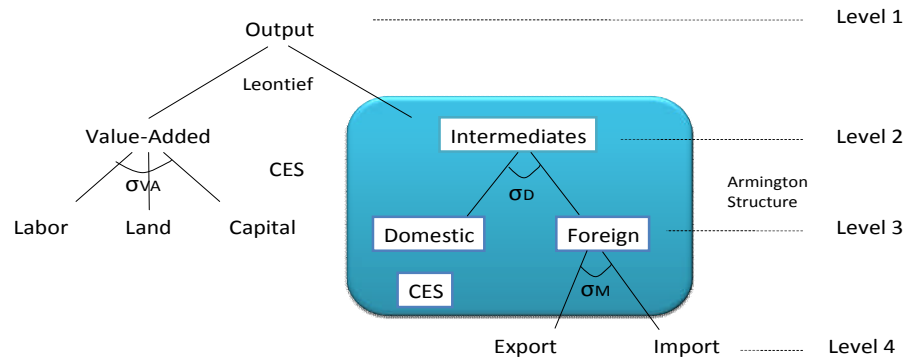 Output
Level 1
Leontief
Value-Added
Intermediates
Level 2
σVA
CES
σD
Armington
Structure
Labor
Land
Capital
Domestic
Foreign
Level 3
CES
σM
Export
Import
Level 4